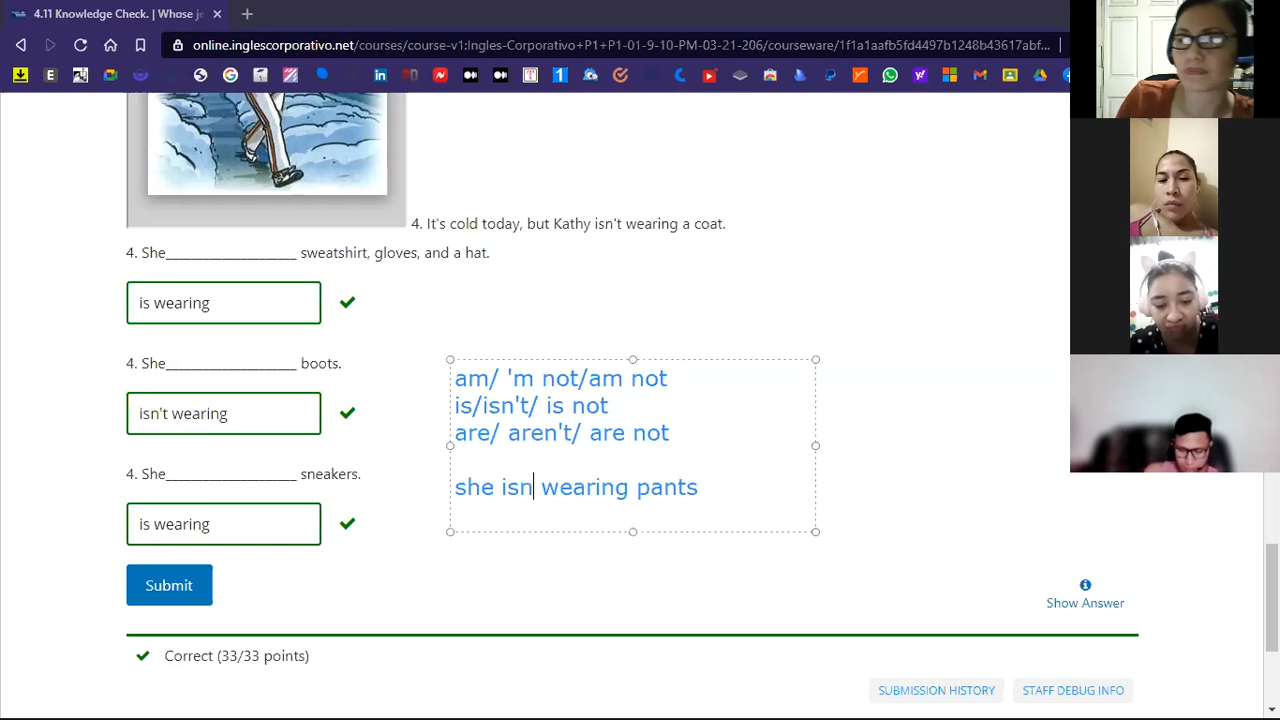 4.11 Knowledge Check. | Whose je
online.inglescorporativo.net/courses/course-v1:Ingles-Corporativo+P1+P1-01-9-10-PM-03-21-206/courseware/1f1a1aafb5fd4497b1248b43617abf...
4. It's cold today, but Kathy isn't wearing a coat.
4. She__________________ sweatshirt, gloves, and a hat.
is wearing
4. She__________________ boots.
isn't wearing
4. She__________________ sneakers.
is wearing
am/ 'm not/am not
is/isn't/ is not
are/ aren't/ are not
she isn wearing pants
Submit
Show Answer
Correct (33/33 points)
SUBMISSION HISTORY
STAFF DEBUG INFO